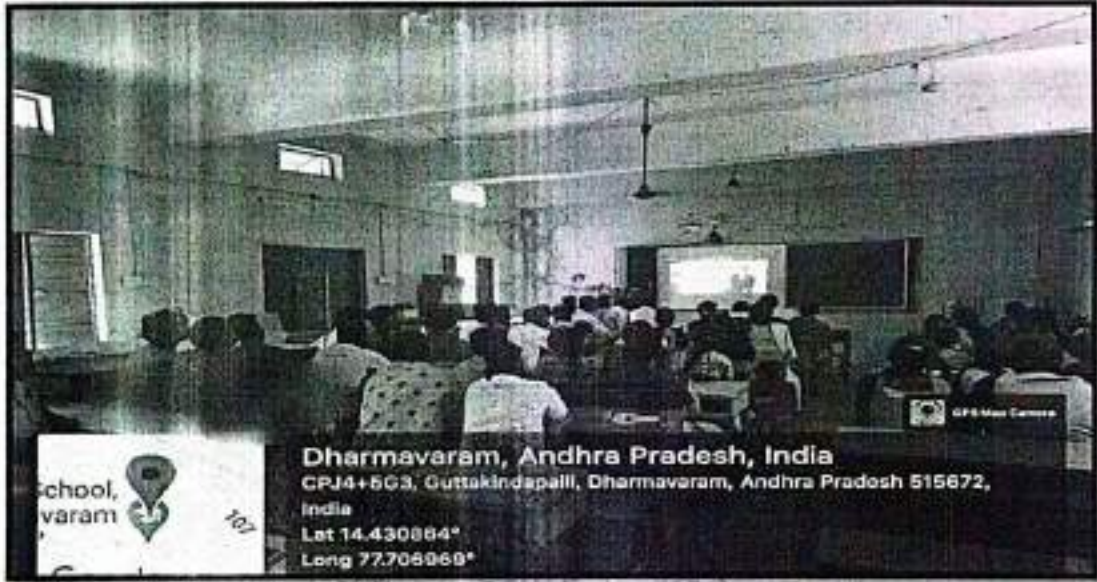 GPS Map Camera
Dharmavaram, Andhra Pradesh, India
CPJ4+5G3, Guttakindapalli, Dharmavaram, Andhra Pradesh 515672,
India
Lat 14.430864°
Long 77.706969°
School,
varam
107